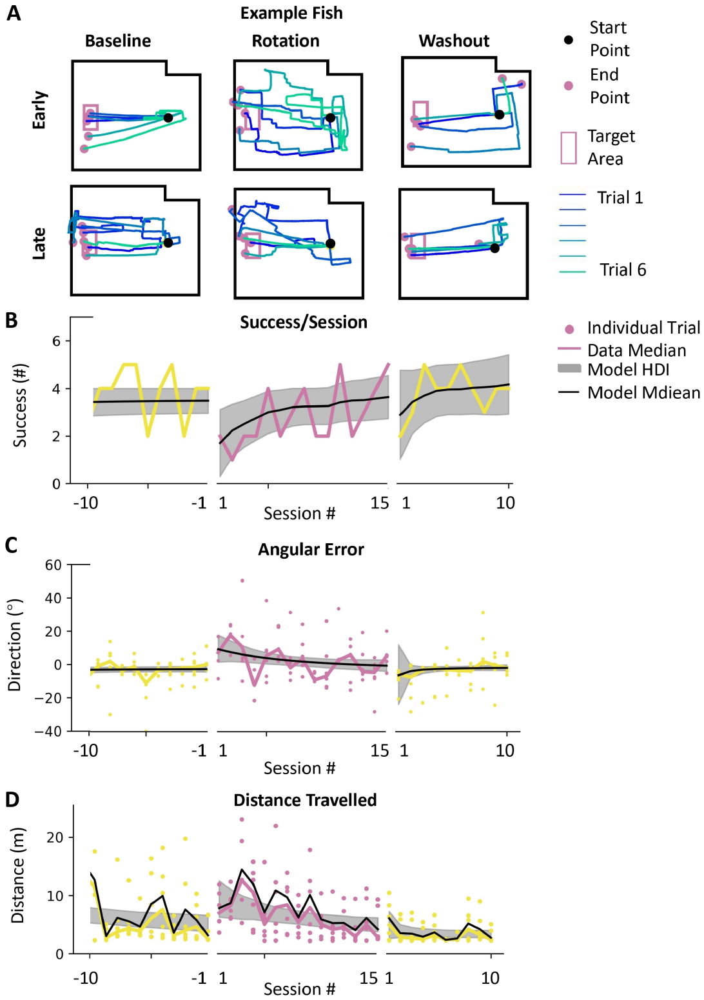 A
Example Fish
Baseline
Rotation
Washout
Start
Point
End
Point
Target
Area
Trial 1
Trial 6
Early
Late
B
Success/Session
Individual Trial
Data Median
Model HDI
Model Mdiean
Success (#)
6
4
2
0
-10
-1
1
15
1
10
Session #
C
Angular Error
Direction (°)
60
40
20
0
−20
−40
-10
-1
1
15
1
10
Session #
D
Distance Travelled
Distance (m)
20
10
0
-10
-1
1
15
1
10
Session #